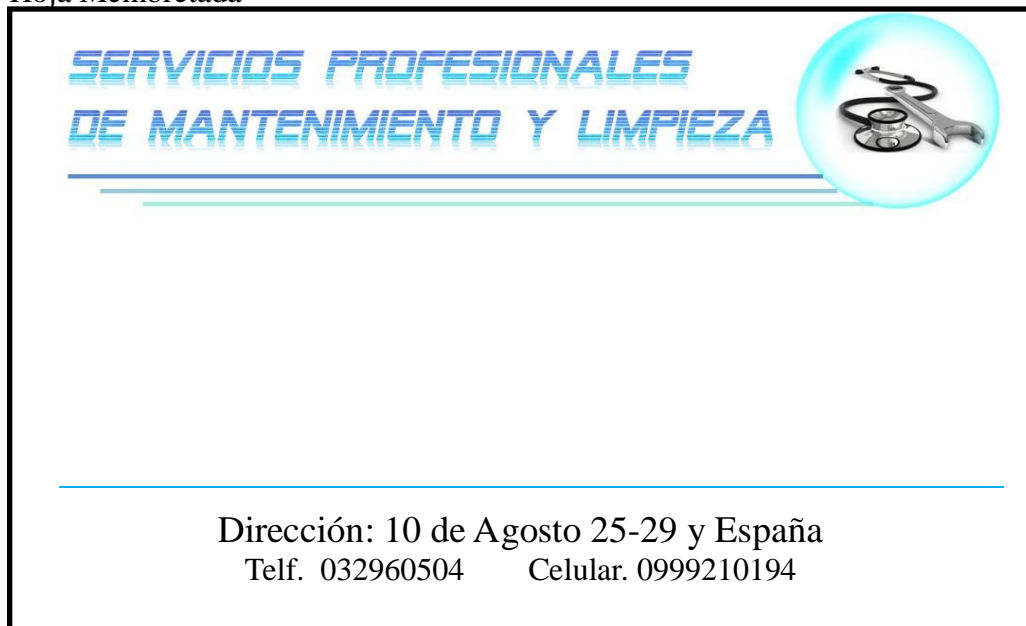 Hoja Membretada
SERVICIOS PROFESIONALES
DE MANTENIMIENTO Y LIMPIEZA
Dirección: 10 de Agosto 25-29 y España
Telf. 032960504 Celular. 0999210194